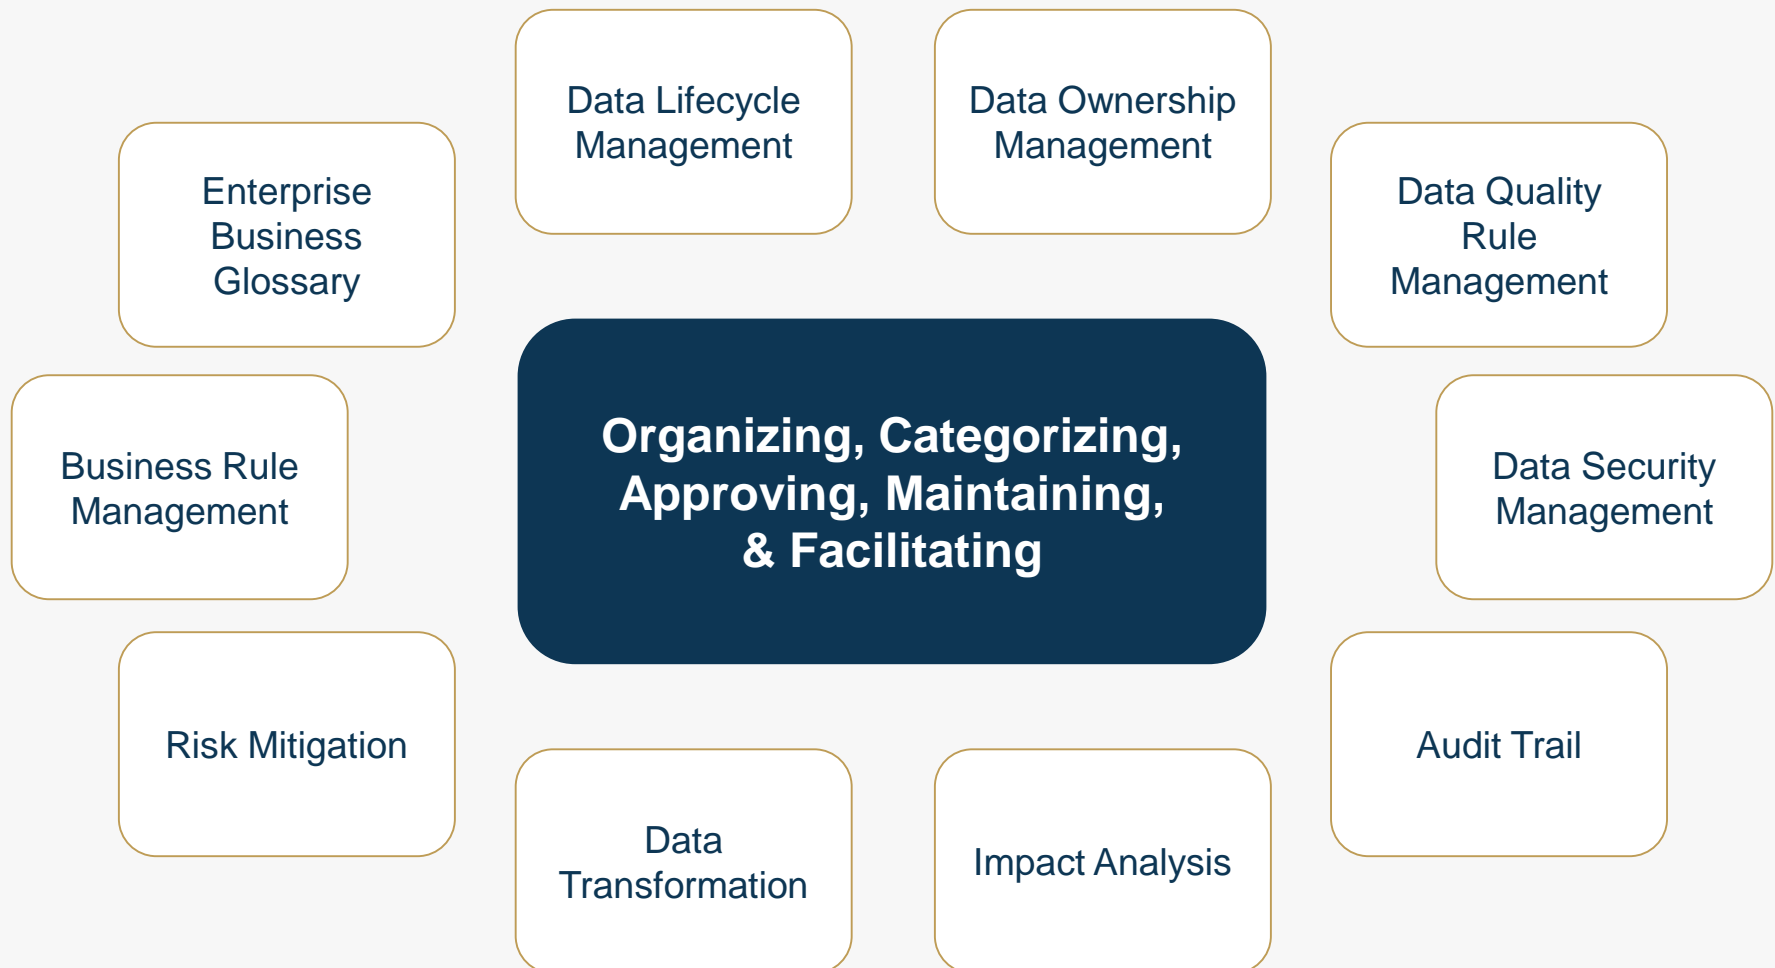 Data Lifecycle
Management
Data Ownership
Management
Enterprise
Business
Glossary
Data Quality
Rule
Management
Organizing, Categorizing,
Approving, Maintaining,
& Facilitating
Business Rule
Management
Data Security
Management
Risk Mitigation
Audit Trail
Data
Transformation
Impact Analysis